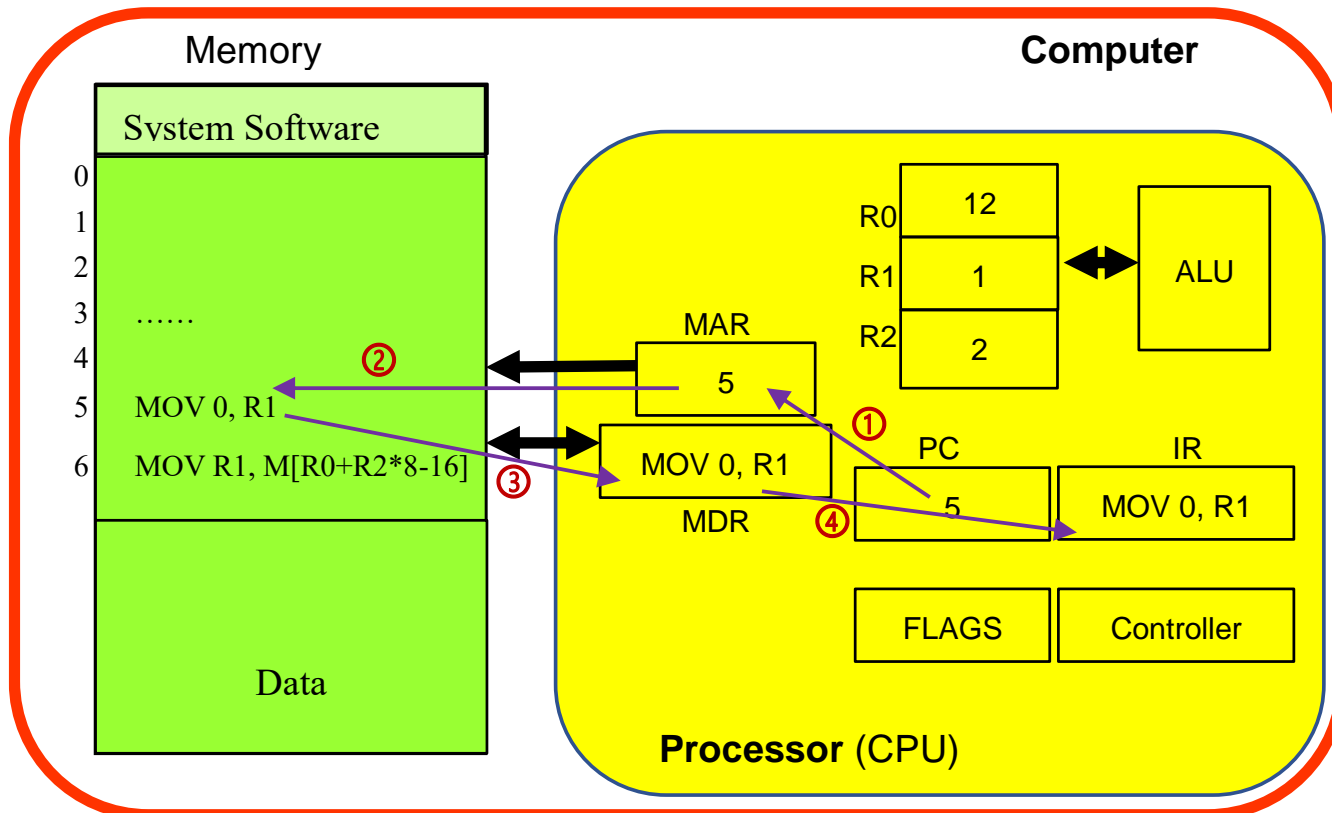 Memory
Computer
System Software
0
1
2
3
……
4
5
MOV 0, R1
6
MOV R1, M[R0+R2*8-16]
Data
②
③
MAR
5
MOV 0, R1
MDR
①
④
R0
12
R1
1
R2
2
ALU
PC
5
IR
MOV 0, R1
FLAGS
Controller
Processor (CPU)